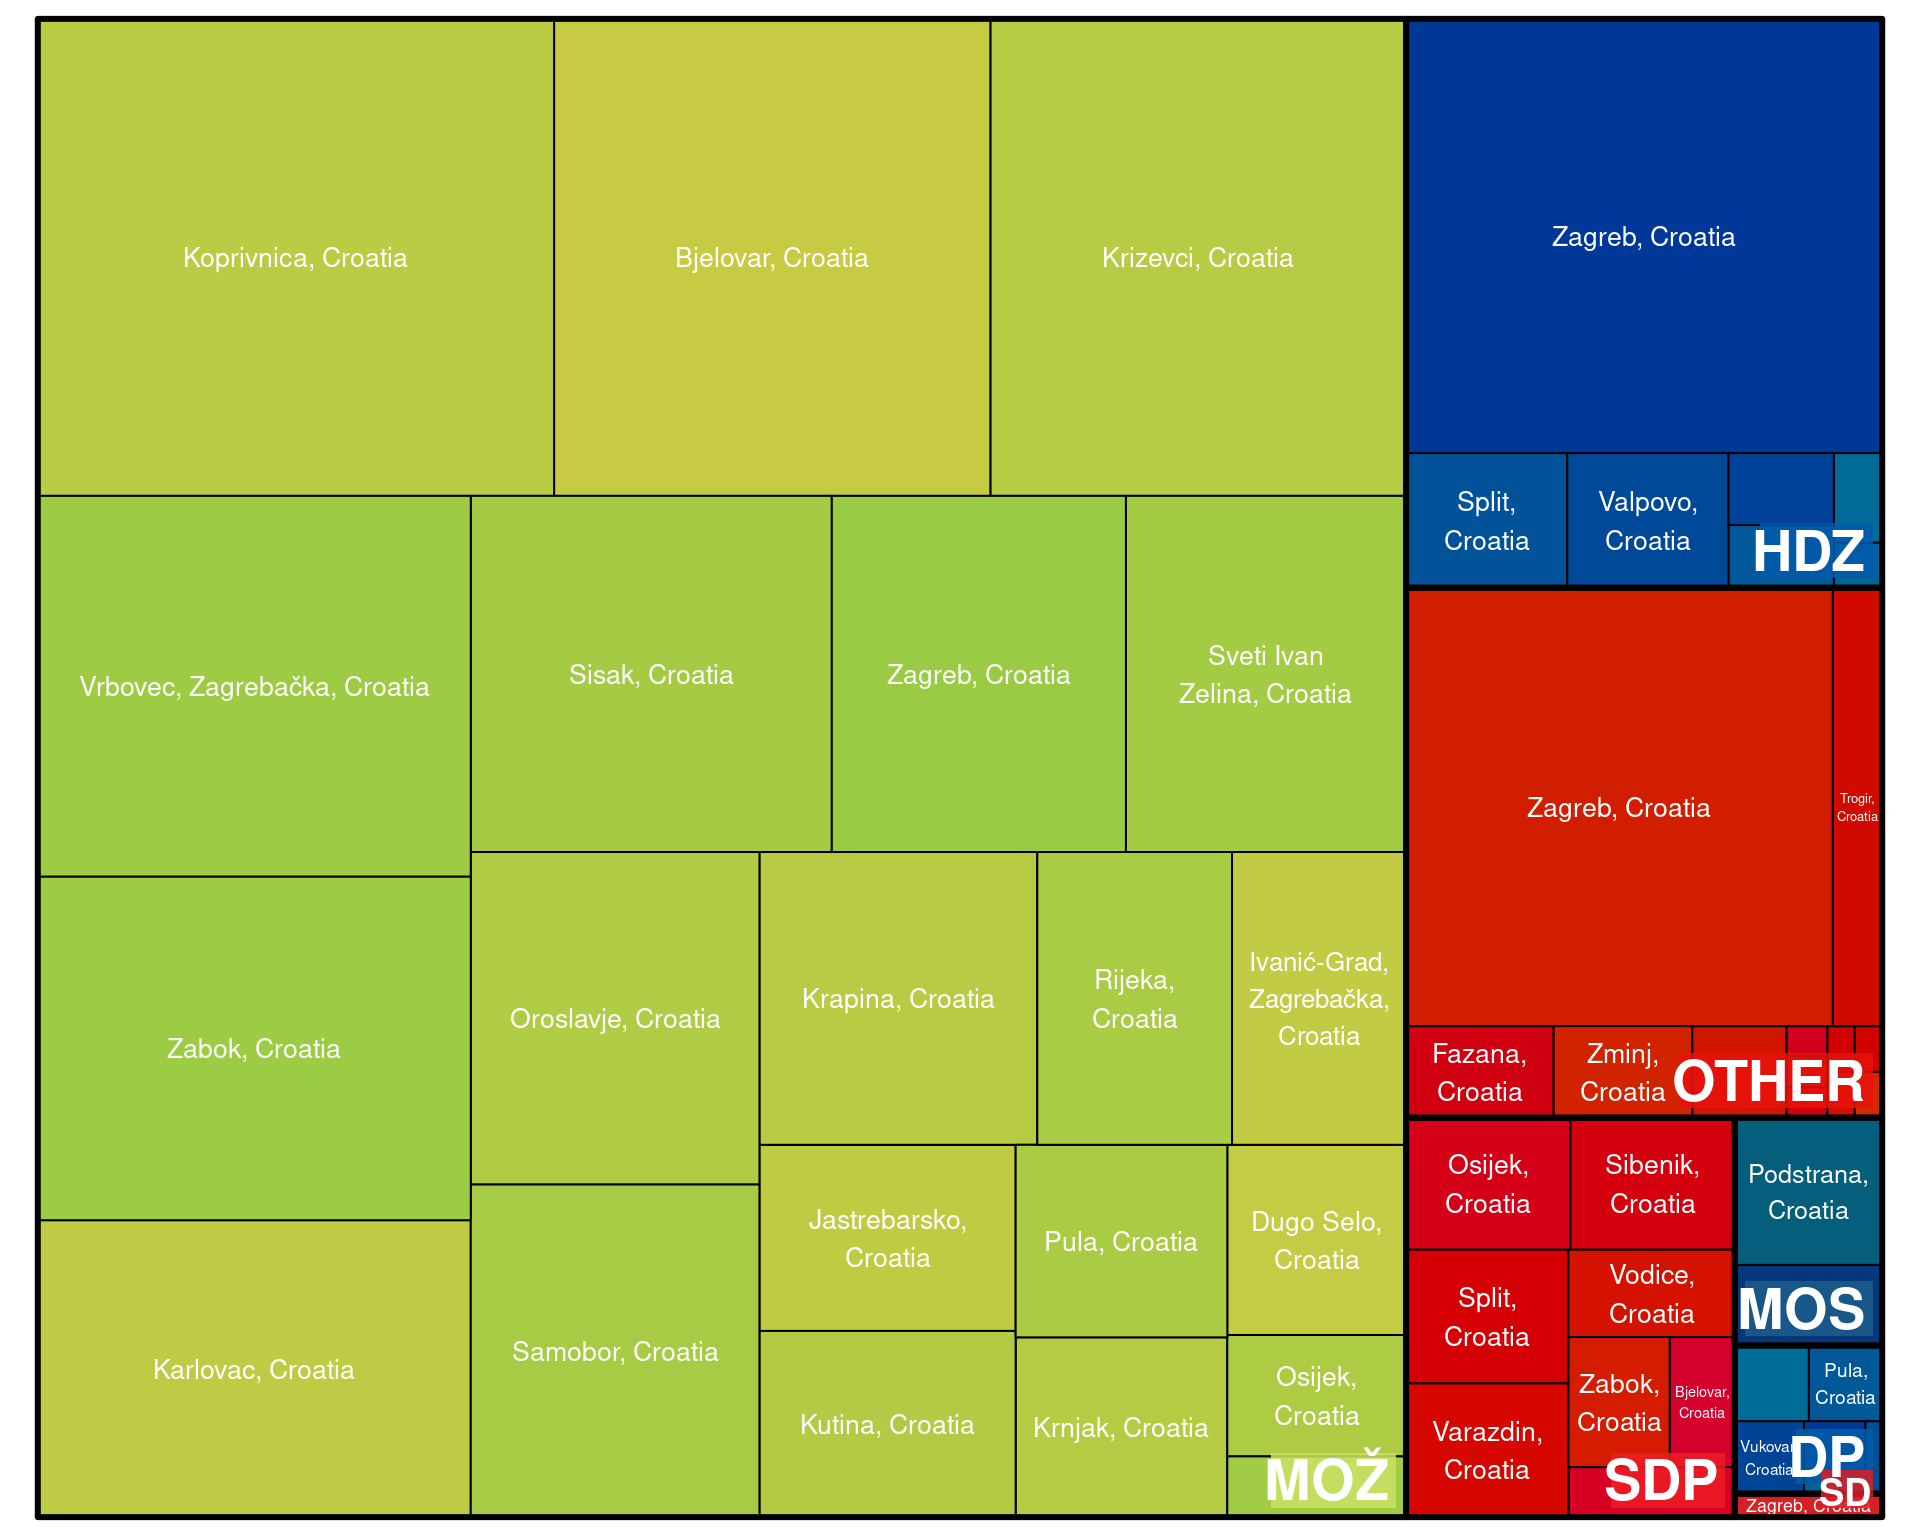 Koprivnica, Croatia
Bjelovar, Croatia
Krizevci, Croatia
Vrbovec, Zagrebačka, Croatia
Sisak, Croatia
Zagreb, Croatia
Sveti Ivan
Zelina, Croatia
Zabok, Croatia
Oroslavje, Croatia
Krapina, Croatia
Rijeka,
Croatia
Ivanić-Grad,
Zagrebačka,
Croatia
Karlovac, Croatia
Samobor, Croatia
Jastrebarsko,
Croatia
Pula, Croatia
Dugo Selo,
Croatia
Kutina, Croatia
Krnjak, Croatia
Osijek,
Croatia
MOŽ
Zagreb, Croatia
Split,
Croatia
Valpovo,
Croatia
HDZ
Zagreb, Croatia
Trogir,
Croatia
Fazana,
Croatia
Zminj,
Croatia
OTHER
Osijek,
Croatia
Sibenik,
Croatia
Split,
Croatia
Vodice,
Croatia
Zabok,
Croatia
Bjelovar,
Croatia
Varazdin,
Croatia
SDP
Podstrana,
Croatia
MOS
Pula,
Croatia
Vukovar,
Croatia
DP
SD
Zagreb, Croatia